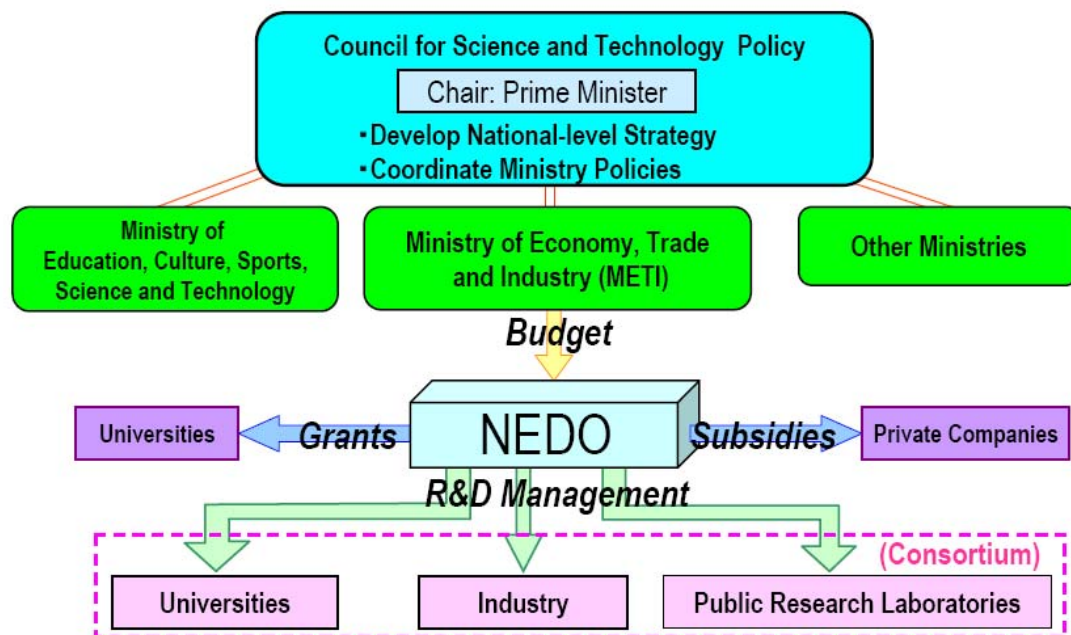 Council for Science and Technology Policy
Chair: Prime Minister
・Develop National-level Strategy
・Coordinate Ministry Policies
Ministry of
Education, Culture, Sports,
Science and Technology
Ministry of Economy, Trade
and Industry (METI)
Other Ministries
Budget
Universities
Grants
NEDO
Subsidies
Private Companies
R&D Management
(Consortium)
Universities
Industry
Public Research Laboratories